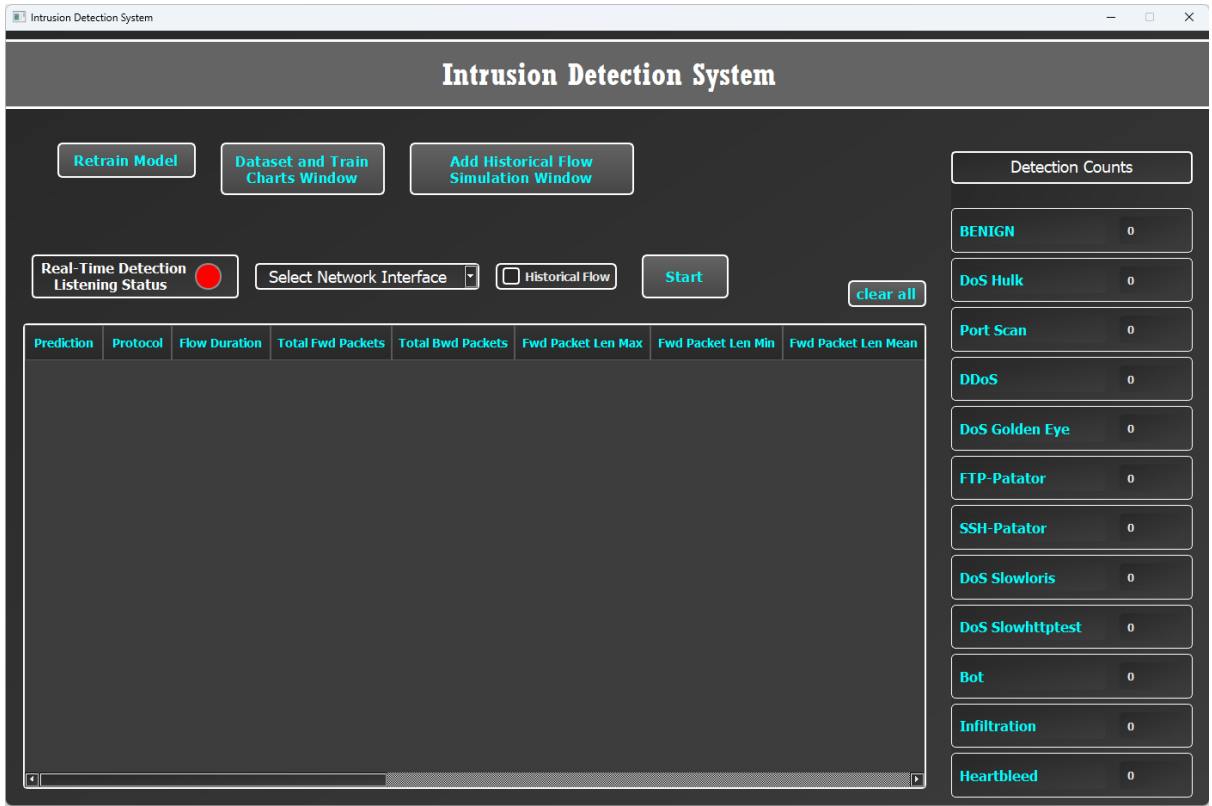 Intrusion Detection System
Intrusion Detection System
Retrain Model
Dataset and Train
Charts Window
Add Historical Flow
Simulation Window
Real-Time Detection
Listening Status
Select Network Interface
Historical Flow
Start
clear all
Prediction Protocol Flow Duration Total Fwd Packets Total Bwd Packets Fwd Packet Len Max Fwd Packet Len Min Fwd Packet Len Mean
Detection Counts
BENIGN 0
DoS Hulk 0
Port Scan 0
DDoS 0
DoS Golden Eye 0
FTP-Patator 0
SSH-Patator 0
DoS Slowloris 0
DoS Slowhttptest 0
Bot 0
Infiltration 0
Heartbleed 0